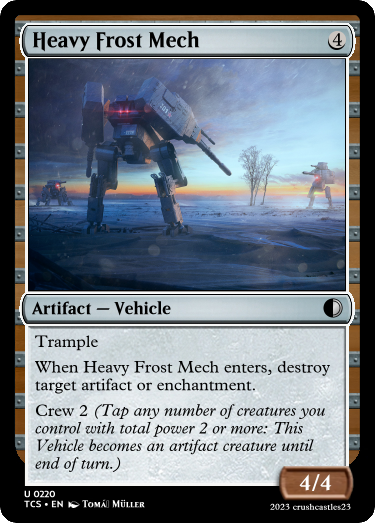 Heavy Frost Mech 4
Artifact — Vehicle
Trample
When Heavy Frost Mech enters, destroy
target artifact or enchantment.
Crew 2 (Tap any number of creatures you
control with total power 2 or more: This
Vehicle becomes an artifact creature until
end of turn.)
4/4
U 0220
TCS • EN Tomáš Müller
2023 crushcastles23